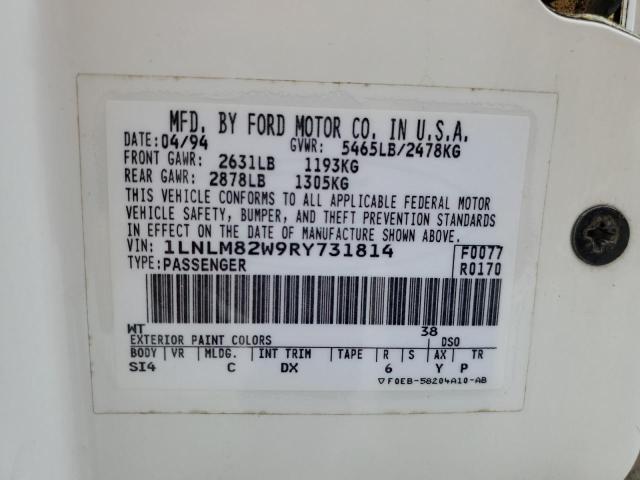 MFD. BY FORD MOTOR CO. IN U.S.A.
DATE: 04/94 GVWR: 5465LB/2478KG
FRONT GAWR: 2631LB 1193KG
REAR GAWR: 2878LB 1305KG
THIS VEHICLE CONFORMS TO ALL APPLICABLE FEDERAL MOTOR
VEHICLE SAFETY, BUMPER, AND THEFT PREVENTION STANDARDS
IN EFFECT ON THE DATE OF MANUFACTURE SHOWN ABOVE.
VIN: 1LNLM82W9RY731814 F0077
TYPE: PASSENGER R0170
WT 38
EXTERIOR PAINT COLORS DSO
BODY VR MLDG. INT TRIM TAPE R S AX TR
SI4 C DX 6 Y P
▽F0EB-58204A10-AB